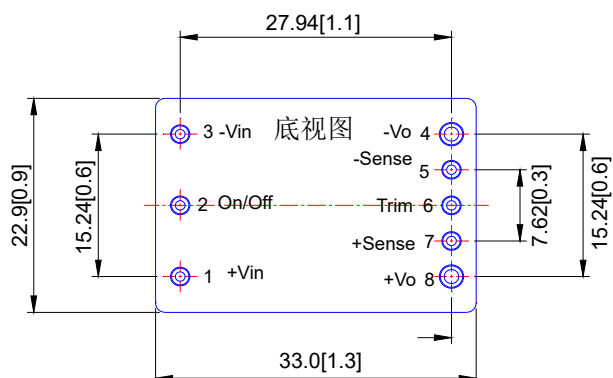 27.94[1.1]
3 -Vin
底视图
-Vo 4
-Sense 5
2 On/Off
Trim 6
+Sense 7
1 +Vin
+Vo 8
22.9[0.9]
15.24[0.6]
7.62[0.3]
15.24[0.6]
33.0[1.3]